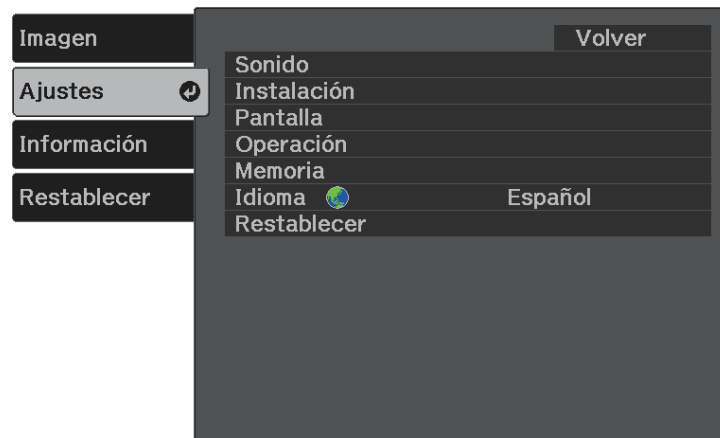 Imagen
Ajustes
Información
Restablecer
Volver
Sonido
Instalación
Pantalla
Operación
Memoria
Idioma Español
Restablecer